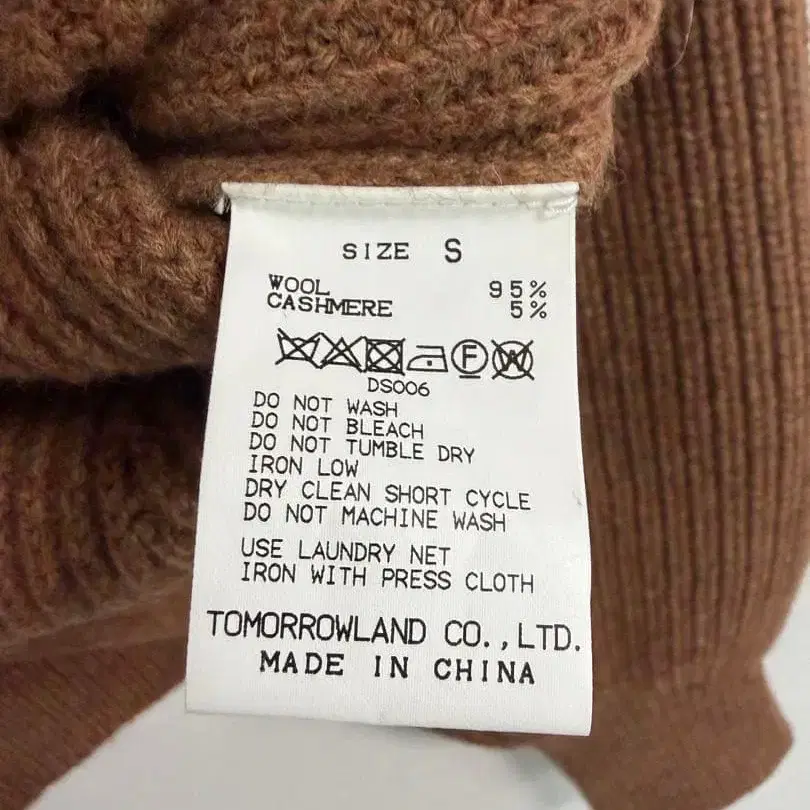 SIZE S
WOOL 95%
CASHMERE 5%
F W
DS006
DO NOT WASH
DO NOT BLEACH
DO NOT TUMBLE DRY
IRON LOW
DRY CLEAN SHORT CYCLE
DO NOT MACHINE WASH
USE LAUNDRY NET
IRON WITH PRESS CLOTH
TOMORROWLAND CO.,LTD.
MADE IN CHINA